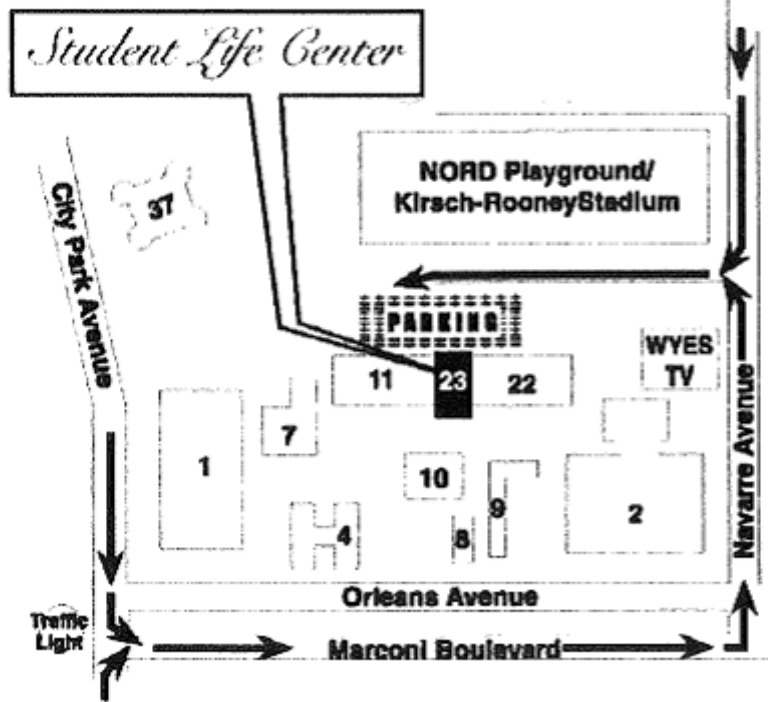 Student Life Center
NORD Playground/
Kirsch-RooneyStadium
37
City Park Avenue
PARKING
WYES
TV
11
23
22
7
1
10
9
2
4
8
Navarre Avenue
Orleans Avenue
Traffic
Light
Marconi Boulevard